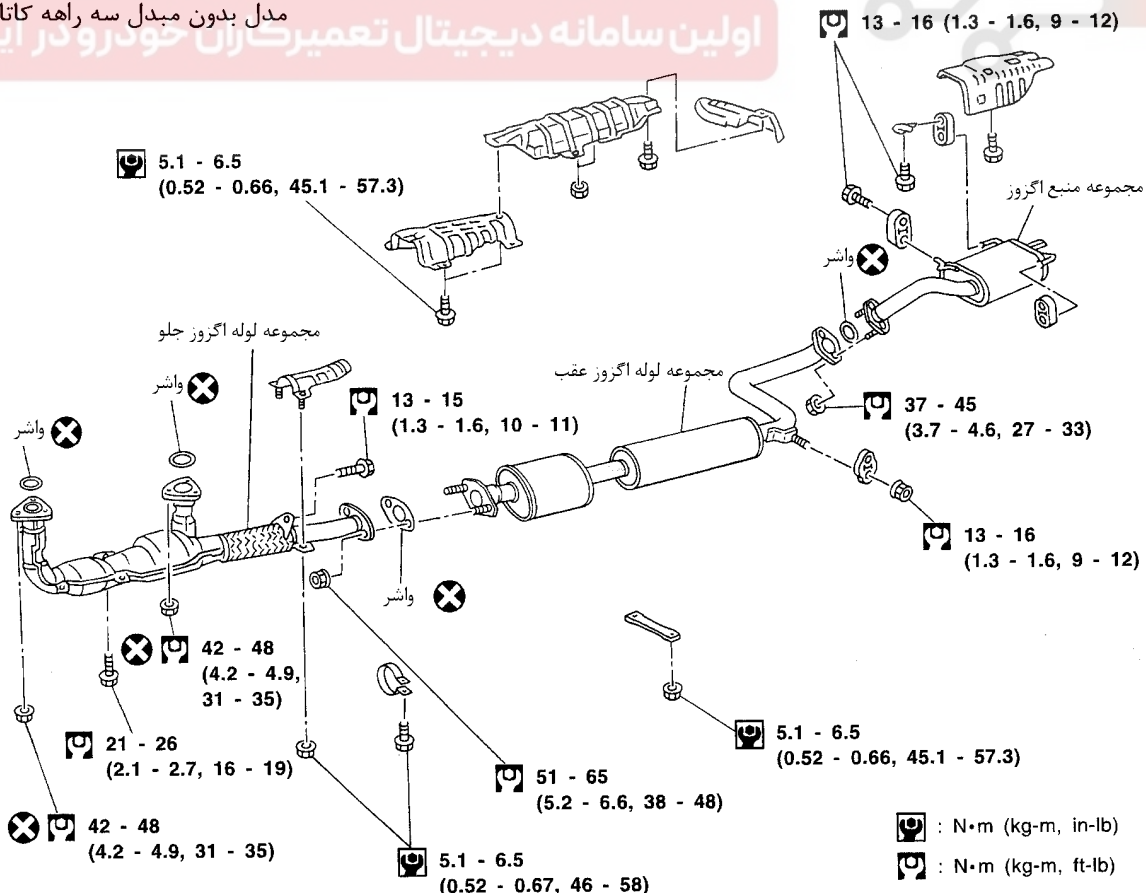 مدل بدون مبدل سه راهه
اولین سامانه دیجیتال تعمیرکاران خودرو در
13 - 16 (1.3 - 1.6, 9 - 12)
5.1 - 6.5
(0.52 - 0.66, 45.1 - 57.3)
مجموعه منبع اگزوز
واشر
مجموعه لوله اگزوز جلو
مجموعه لوله اگزوز عقب
واشر
13 - 15
(1.3 - 1.6, 10 - 11)
37 - 45
(3.7 - 4.6, 27 - 33)
واشر
13 - 16
(1.3 - 1.6, 9 - 12)
واشر
42 - 48
(4.2 - 4.9,
31 - 35)
21 - 26
(2.1 - 2.7, 16 - 19)
5.1 - 6.5
(0.52 - 0.66, 45.1 - 57.3)
51 - 65
(5.2 - 6.6, 38 - 48)
42 - 48
(4.2 - 4.9, 31 - 35)
5.1 - 6.5
(0.52 - 0.67, 46 - 58)
: N•m (kg-m, in-lb)
: N•m (kg-m, ft-lb)